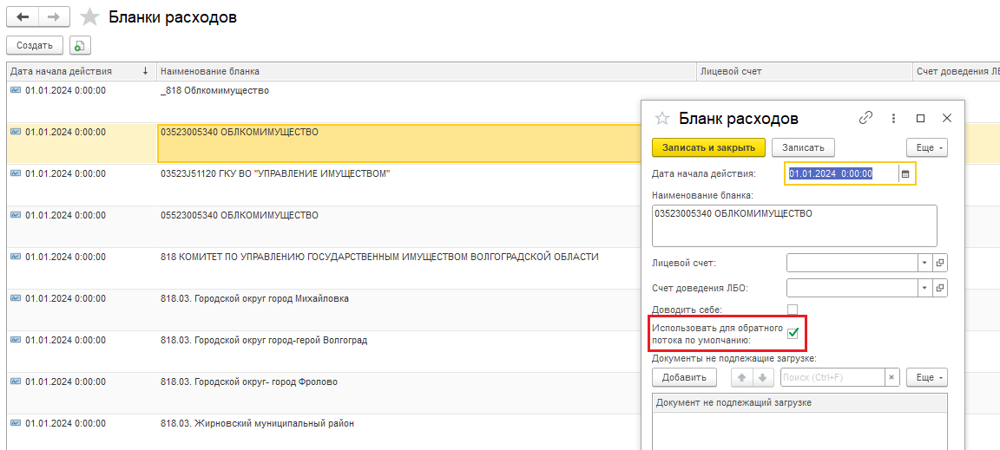 Бланки расходов
Создать
Дата начала действия ↓ Наименование бланка Лицевой счет Счет доведения ЛБ
01.01.2024 0:00:00 _818 Облкомимущество
01.01.2024 0:00:00 03523005340 ОБЛКОМИМУЩЕСТВО
01.01.2024 0:00:00 03523J51120 ГКУ ВО "УПРАВЛЕНИЕ ИМУЩЕСТВОМ"
01.01.2024 0:00:00 05523005340 ОБЛКОМИМУЩЕСТВО
01.01.2024 0:00:00 818 КОМИТЕТ ПО УПРАВЛЕНИЮ ГОСУДАРСТВЕННЫМ ИМУЩЕСТВОМ ВОЛГОГРАДСКОЙ ОБЛАСТИ
01.01.2024 0:00:00 818.03. Городской округ город Михайловка
01.01.2024 0:00:00 818.03. Городской округ город-герой Волгоград
01.01.2024 0:00:00 818.03. Городской округ- город Фролово
01.01.2024 0:00:00 818.03. Жирновский муниципальный район
Бланк расходов
Записать и закрыть Записать Еще
Дата начала действия: 01.01.2024 0:00:00
Наименование бланка:
03523005340 ОБЛКОМИМУЩЕСТВО
Лицевой счет:
Счет доведения ЛБО:
Доводить себе:
Использовать для обратного
потока по умолчанию:
Документы не подлежащие загрузке:
Добавить Поиск (Ctrl+F) × Еще
Документ не подлежащий загрузке